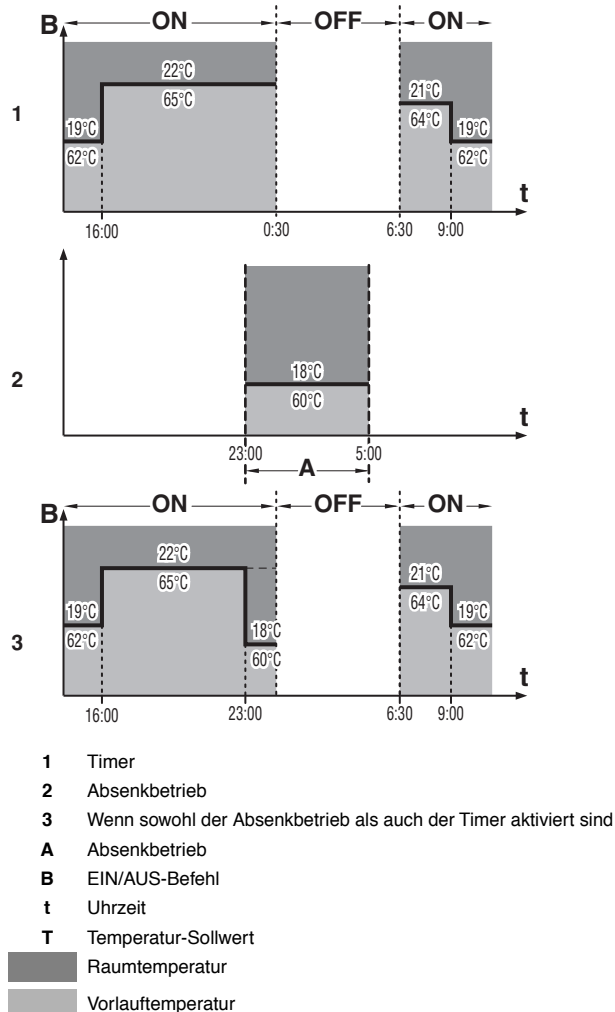 B ON OFF ON
22°C
65°C
21°C
64°C
19°C
62°C
19°C
62°C
1
t
16:00 0:30 6:30 9:00
18°C
60°C
2
t
23:00 5:00
A
B ON OFF ON
22°C
65°C
21°C
64°C
19°C
62°C
18°C
60°C
19°C
62°C
3
t
16:00 23:00 6:30 9:00
1 Timer
2 Absenkbetrieb
3 Wenn sowohl der Absenkbetrieb als auch der Timer aktiviert sind
A Absenkbetrieb
B EIN/AUS-Befehl
t Uhrzeit
T Temperatur-Sollwert
Raumtemperatur
Vorlauftemperatur